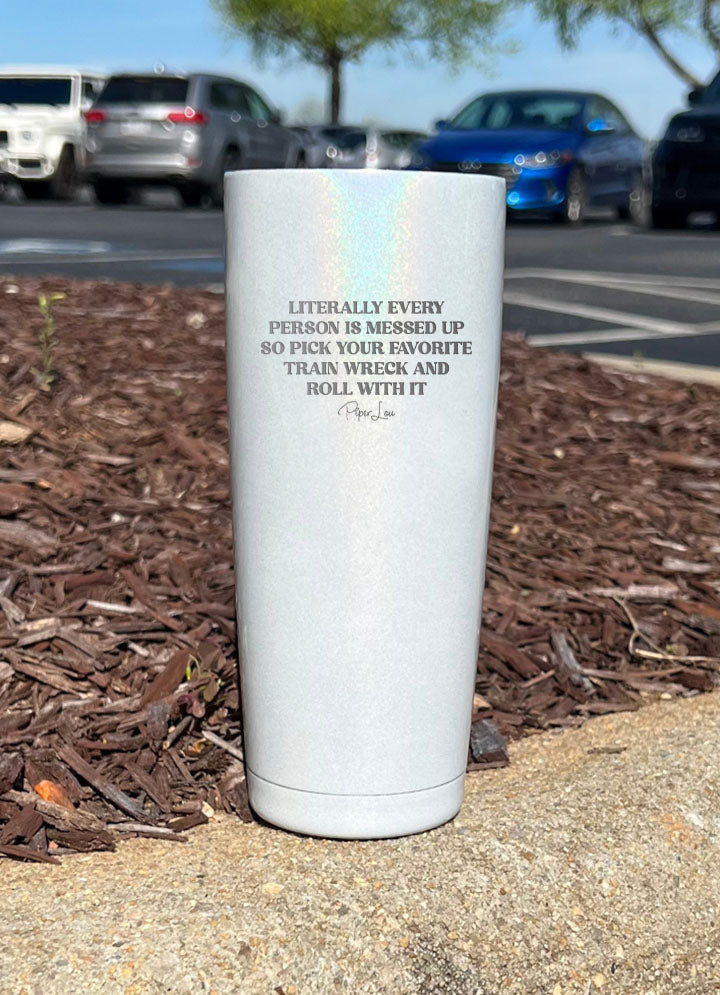 LITERALLY EVERY
PERSON IS MESSED UP
SO PICK YOUR FAVORITE
TRAIN WRECK AND
ROLL WITH IT
Piper Lou